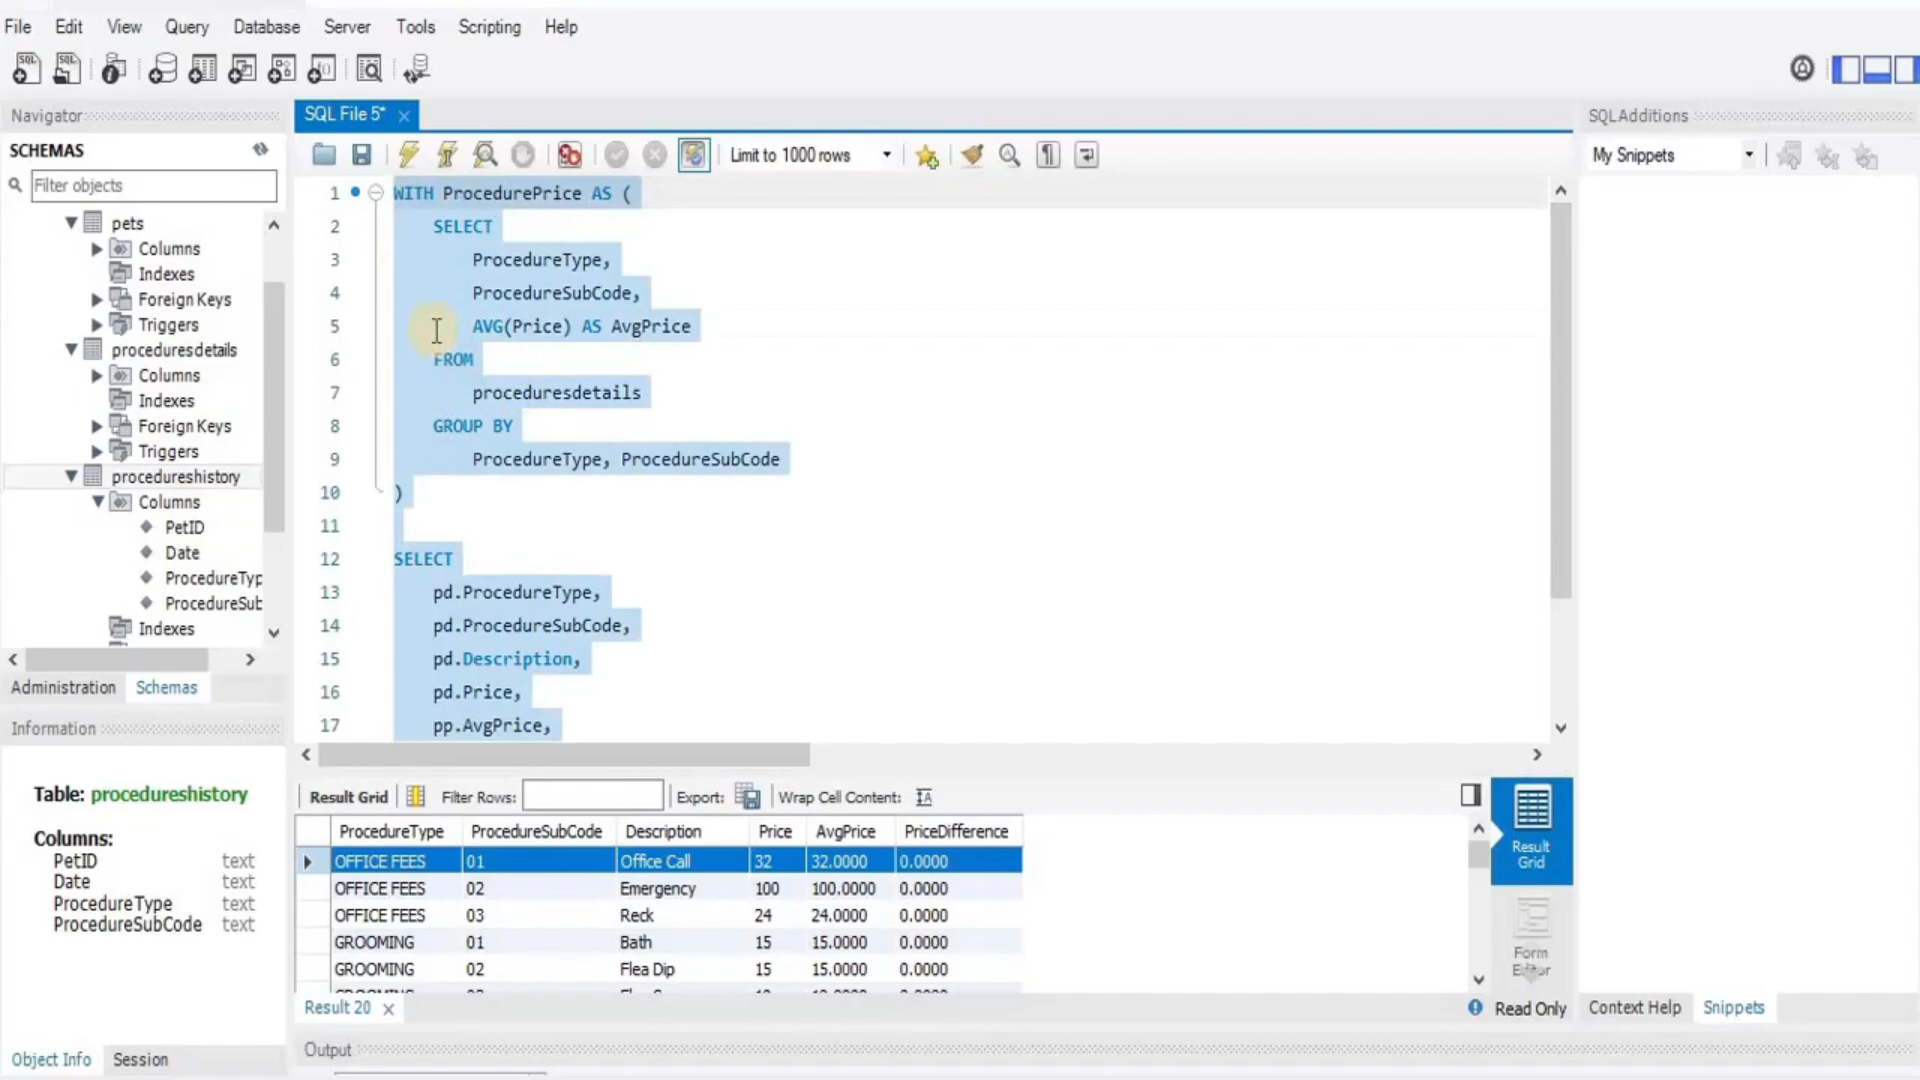 File Edit View Query Database Server Tools Scripting Help
Navigator
SCHEMAS
Filter objects
pets
Columns
Indexes
Foreign Keys
Triggers
proceduresdetails
Columns
Indexes
Foreign Keys
Triggers
procedureshistory
Columns
PetID
Date
ProcedureTyp
ProcedureSub
Indexes
Administration Schemas
Information
Table: procedureshistory
Columns:
PetID text
Date text
ProcedureType text
ProcedureSubCode text
Object Info Session
SQL File 5*
Limit to 1000 rows
1 WITH ProcedurePrice AS (
2 SELECT
3 ProcedureType,
4 ProcedureSubCode,
5 AVG(Price) AS AvgPrice
6 FROM
7 proceduresdetails
8 GROUP BY
9 ProcedureType, ProcedureSubCode
10 )
11
12 SELECT
13 pd.ProcedureType,
14 pd.ProcedureSubCode,
15 pd.Description,
16 pd.Price,
17 pp.AvgPrice,
Result Grid Filter Rows: Export: Wrap Cell Content: IA
ProcedureType ProcedureSubCode Description Price AvgPrice PriceDifference
OFFICE FEES 01 Office Call 32 32.0000 0.0000
OFFICE FEES 02 Emergency 100 100.0000 0.0000
OFFICE FEES 03 Reck 24 24.0000 0.0000
GROOMING 01 Bath 15 15.0000 0.0000
GROOMING 02 Flea Dip 15 15.0000 0.0000
Result 20
Read Only
Output
Result
Grid
Form
Editor
SQLAdditions
My Snippets
Context Help Snippets